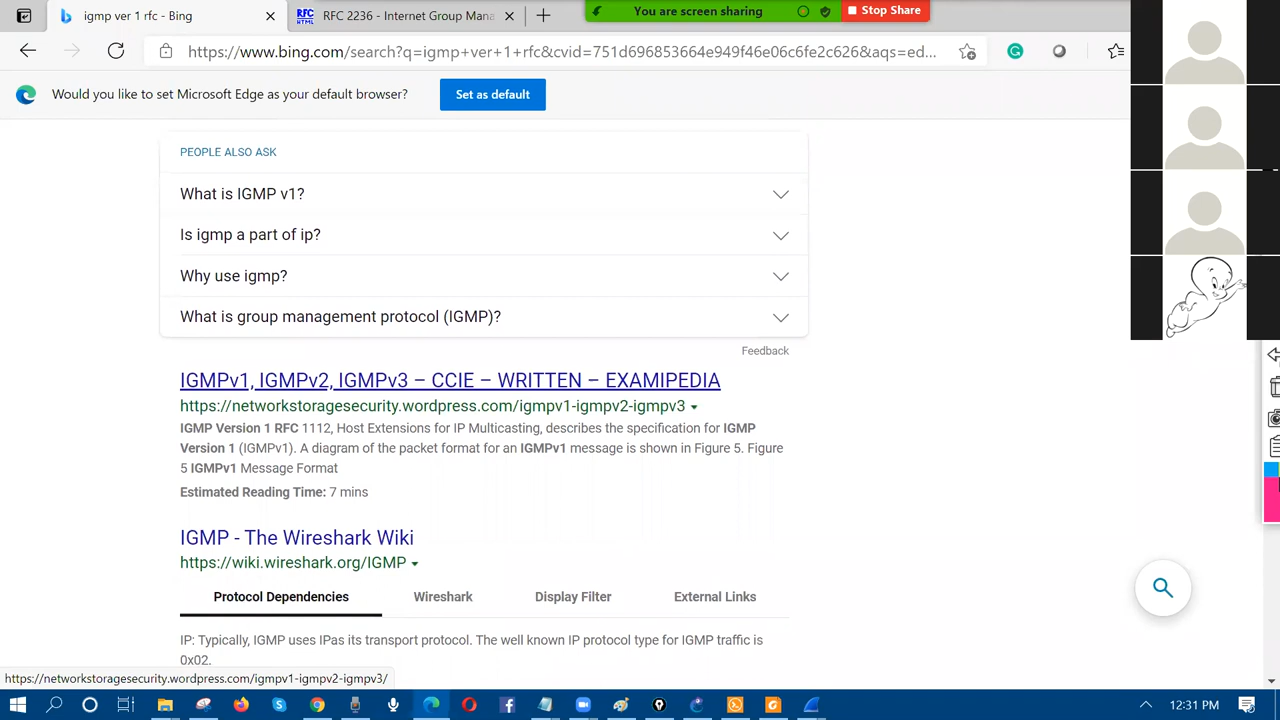 igmp ver 1 rfc - Bing
RFC 2236 - Internet Group Mana
You are screen sharing
Stop Share
https://www.bing.com/search?q=igmp+ver+1+rfc&cvid=751d696853664e949f46e06c6fe2c626&aqs=ed...
Would you like to set Microsoft Edge as your default browser?
Set as default
PEOPLE ALSO ASK
What is IGMP v1?
Is igmp a part of ip?
Why use igmp?
What is group management protocol (IGMP)?
Feedback
IGMPv1, IGMPv2, IGMPv3 – CCIE – WRITTEN – EXAMIPEDIA
https://networkstoragesecurity.wordpress.com/igmpv1-igmpv2-igmpv3
IGMP Version 1 RFC 1112, Host Extensions for IP Multicasting, describes the specification for IGMP
Version 1 (IGMPv1). A diagram of the packet format for an IGMPv1 message is shown in Figure 5. Figure
5 IGMPv1 Message Format
Estimated Reading Time: 7 mins
IGMP - The Wireshark Wiki
https://wiki.wireshark.org/IGMP
Protocol Dependencies
Wireshark
Display Filter
External Links
IP: Typically, IGMP uses IPas its transport protocol. The well known IP protocol type for IGMP traffic is
0x02.
https://networkstoragesecurity.wordpress.com/igmpv1-igmpv2-igmpv3/
12:31 PM